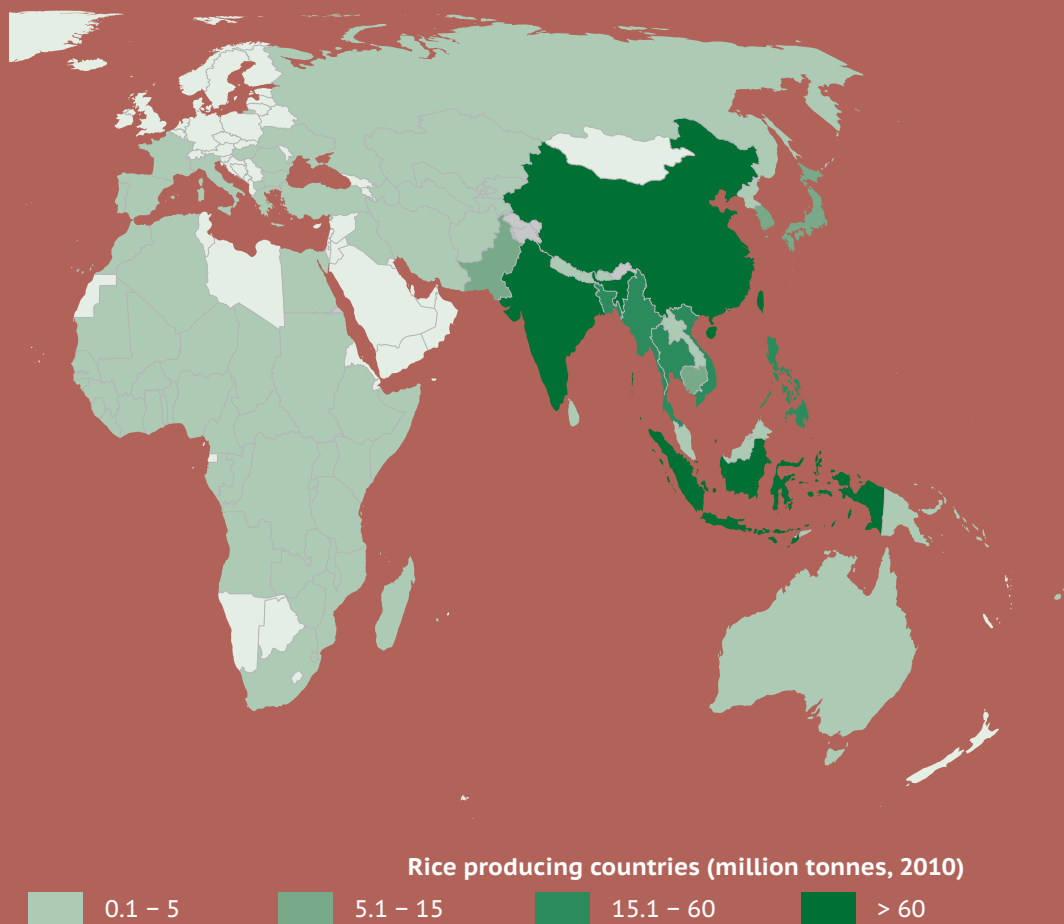 Rice producing countries (million tonnes, 2010)
0.1 – 5 5.1 – 15 15.1 – 60 > 60